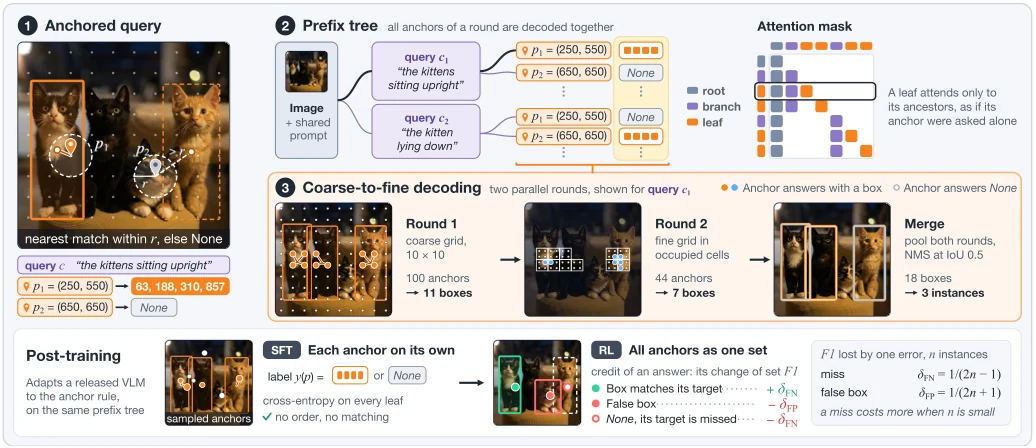 1 Anchored query
p1
p2
> r
nearest match within r, else None
query c "the kittens sitting upright"
p1 = (250, 550) → 63, 188, 310, 857
p2 = (650, 650) → None
2 Prefix tree all anchors of a round are decoded together
Image
+ shared
prompt
query c1
"the kittens
sitting upright"
query c2
"the kitten
lying down"
p1 = (250, 550)
p2 = (650, 650) None
⋮ ⋮
p1 = (250, 550) None
p2 = (650, 650)
⋮ ⋮
Attention mask
root
branch
leaf
A leaf attends only to
its ancestors, as if its
anchor were asked alone
3 Coarse-to-fine decoding two parallel rounds, shown for query c1
Anchor answers with a box Anchor answers None
Round 1
coarse grid,
10 × 10
100 anchors
→ 11 boxes
Round 2
fine grid in
occupied cells
44 anchors
→ 7 boxes
Merge
pool both rounds,
NMS at IoU 0.5
18 boxes
→ 3 instances
Post-training
Adapts a released VLM
to the anchor rule,
on the same prefix tree
sampled anchors
SFT Each anchor on its own
label y(p) = or None
cross-entropy on every leaf
✓ no order, no matching
RL All anchors as one set
credit of an answer: its change of set F1
Box matches its target ······· + δFN
False box ··················· − δFP
None, its target is missed ···· − δFN
F1 lost by one error, n instances
miss δFN = 1/(2n − 1)
false box δFP = 1/(2n + 1)
a miss costs more when n is small